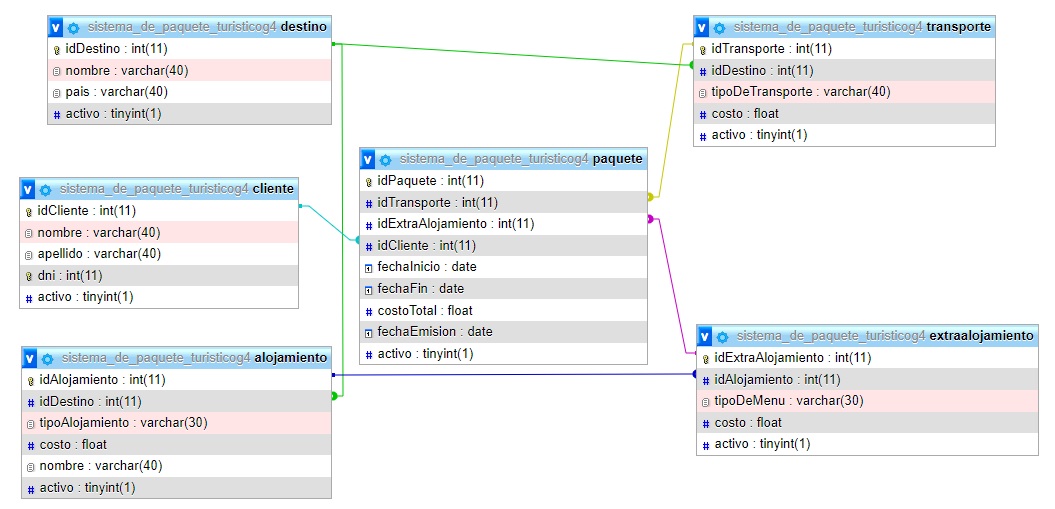 sistema_de_paquete_turisticog4 destino
idDestino : int(11)
nombre : varchar(40)
pais : varchar(40)
activo : tinyint(1)
sistema_de_paquete_turisticog4 transporte
idTransporte : int(11)
idDestino : int(11)
tipoDeTransporte : varchar(40)
costo : float
activo : tinyint(1)
sistema_de_paquete_turisticog4 cliente
idCliente : int(11)
nombre : varchar(40)
apellido : varchar(40)
dni : int(11)
activo : tinyint(1)
sistema_de_paquete_turisticog4 paquete
idPaquete : int(11)
idTransporte : int(11)
idExtraAlojamiento : int(11)
idCliente : int(11)
fechaInicio : date
fechaFin : date
costoTotal : float
fechaEmision : date
activo : tinyint(1)
sistema_de_paquete_turisticog4 alojamiento
idAlojamiento : int(11)
idDestino : int(11)
tipoAlojamiento : varchar(30)
costo : float
nombre : varchar(40)
activo : tinyint(1)
sistema_de_paquete_turisticog4 extraalojamiento
idExtraAlojamiento : int(11)
idAlojamiento : int(11)
tipoDeMenu : varchar(30)
costo : float
activo : tinyint(1)